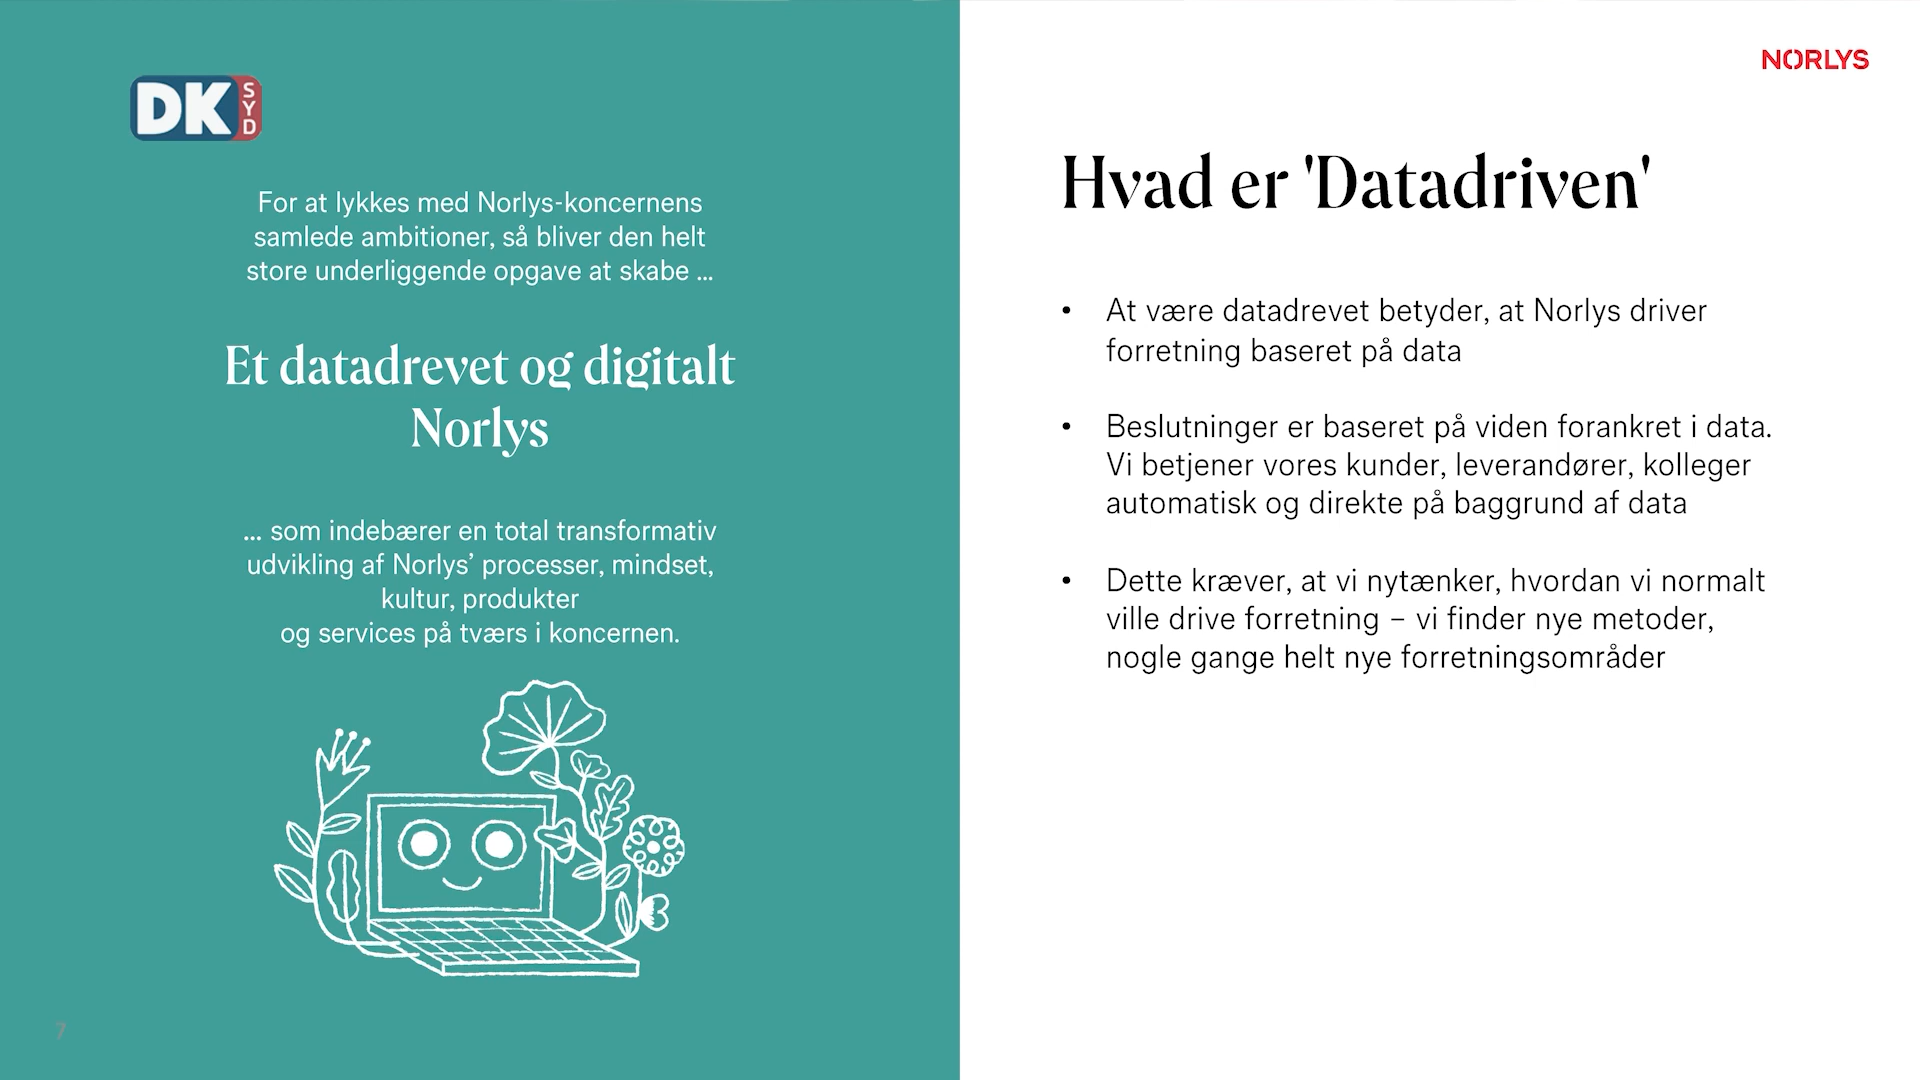 DK SYD
For at lykkes med Norlys-koncernens
samlede ambitioner, så bliver den helt
store underliggende opgave at skabe ...
Et datadrevet og digitalt
Norlys
... som indebærer en total transformativ
udvikling af Norlys’ processer, mindset,
kultur, produkter
og services på tværs i koncernen.
7
NORLYS
Hvad er 'Datadriven'
• At være datadrevet betyder, at Norlys driver
forretning baseret på data
• Beslutninger er baseret på viden forankret i data.
Vi betjener vores kunder, leverandører, kolleger
automatisk og direkte på baggrund af data
• Dette kræver, at vi nytænker, hvordan vi normalt
ville drive forretning – vi finder nye metoder,
nogle gange helt nye forretningsområder